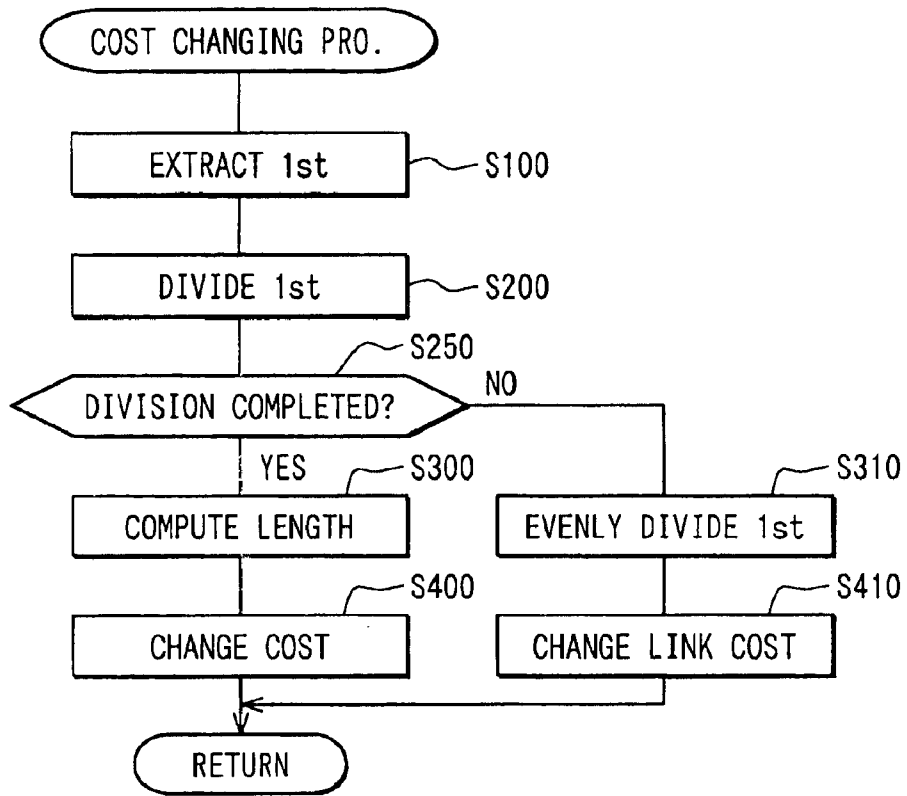 COST CHANGING PRO.
EXTRACT 1st
S100
DIVIDE 1st
S200
S250
DIVISION COMPLETED?
NO
YES
S300
S310
COMPUTE LENGTH
EVENLY DIVIDE 1st
S400
S410
CHANGE COST
CHANGE LINK COST
RETURN